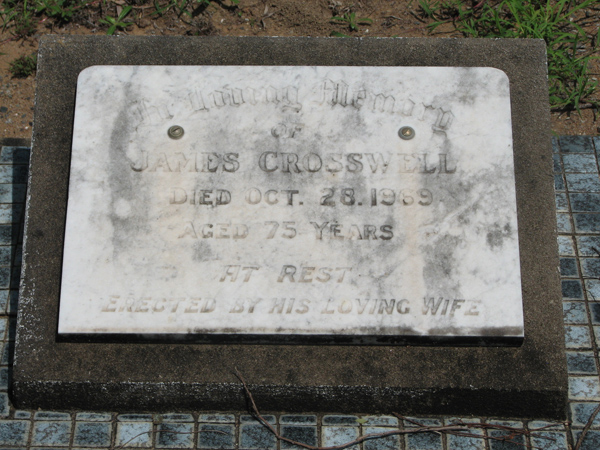 In Loving Memory
OF
JAMES CROSSWELL
DIED OCT. 28.1969
AGED 75 YEARS
AT REST
ERECTED BY HIS LOVING WIFE